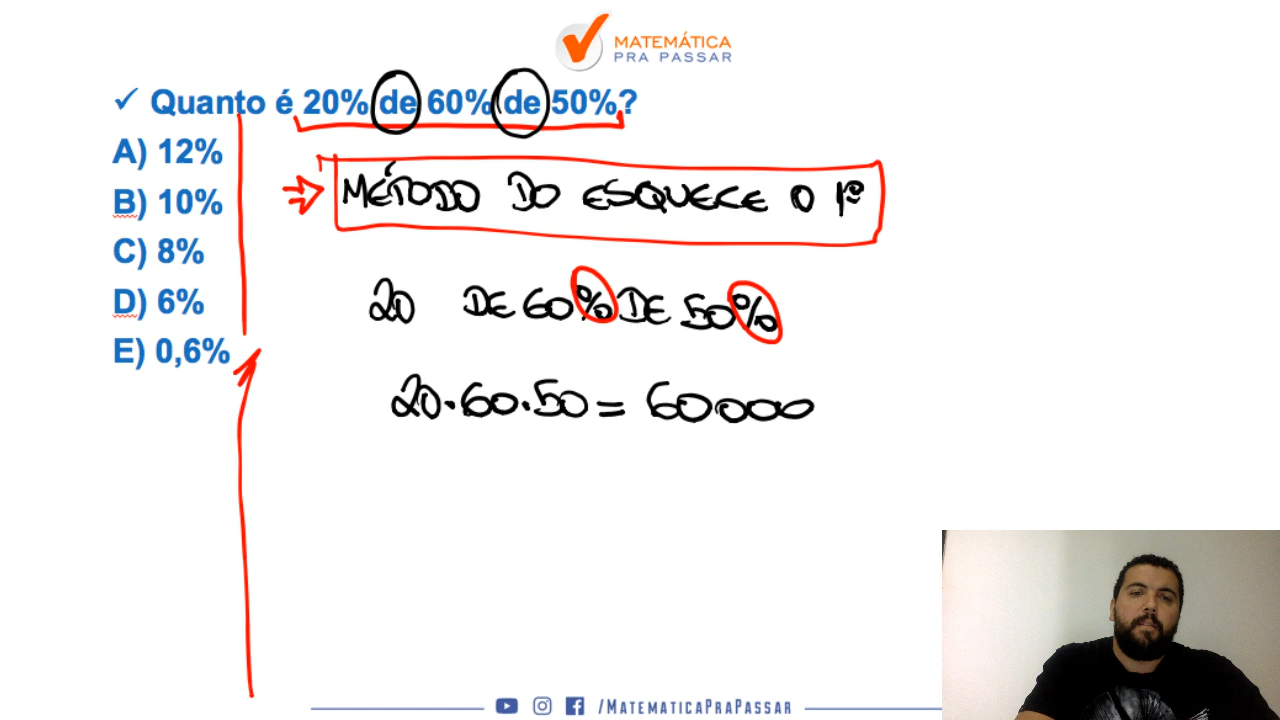 MATEMÁTICA
PRA PASSAR
✓ Quanto é 20% de 60% de 50%?
A) 12%
B) 10%
C) 8%
D) 6%
E) 0,6%
MÉTODO DO ESQUECE O 1º
20 DE 60% DE 50%
20·60·50 = 60000
/MATEMATICAPRAPASSAR